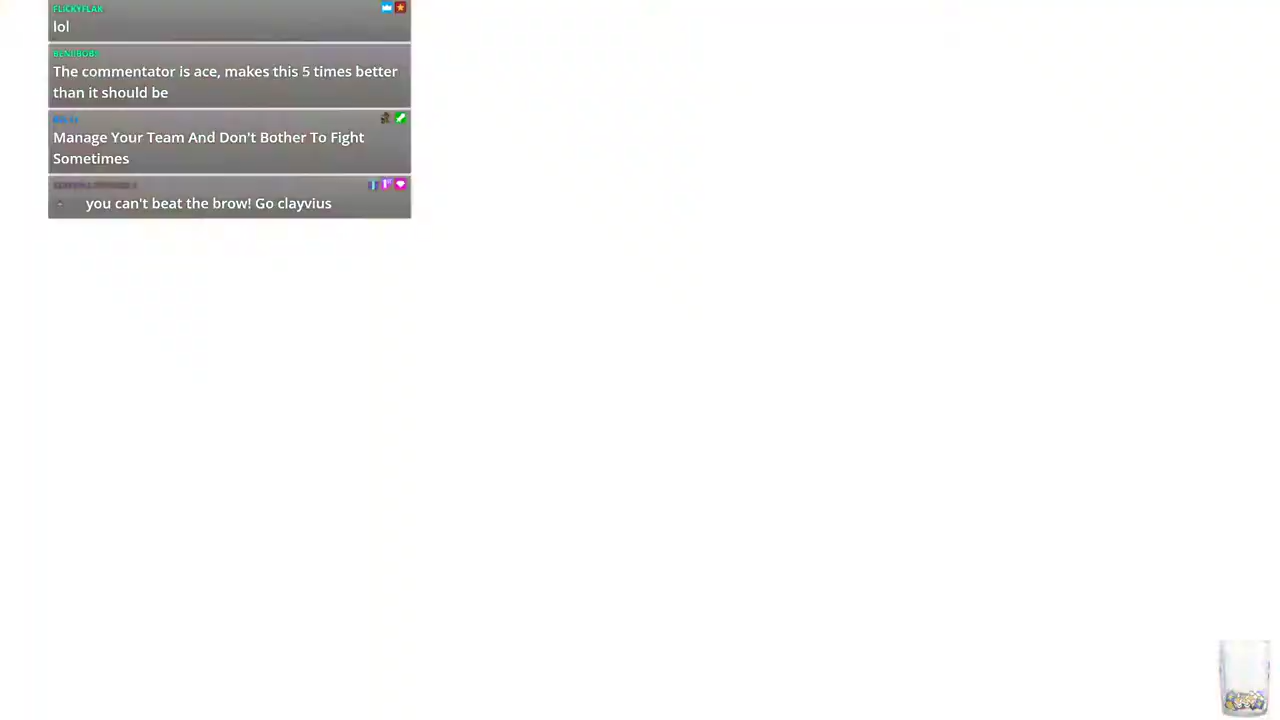 FLICKYFLAK
lol
The commentator is ace, makes this 5 times better
than it should be
Manage Your Team And Don't Bother To Fight
Sometimes
you can't beat the brow! Go clayvius